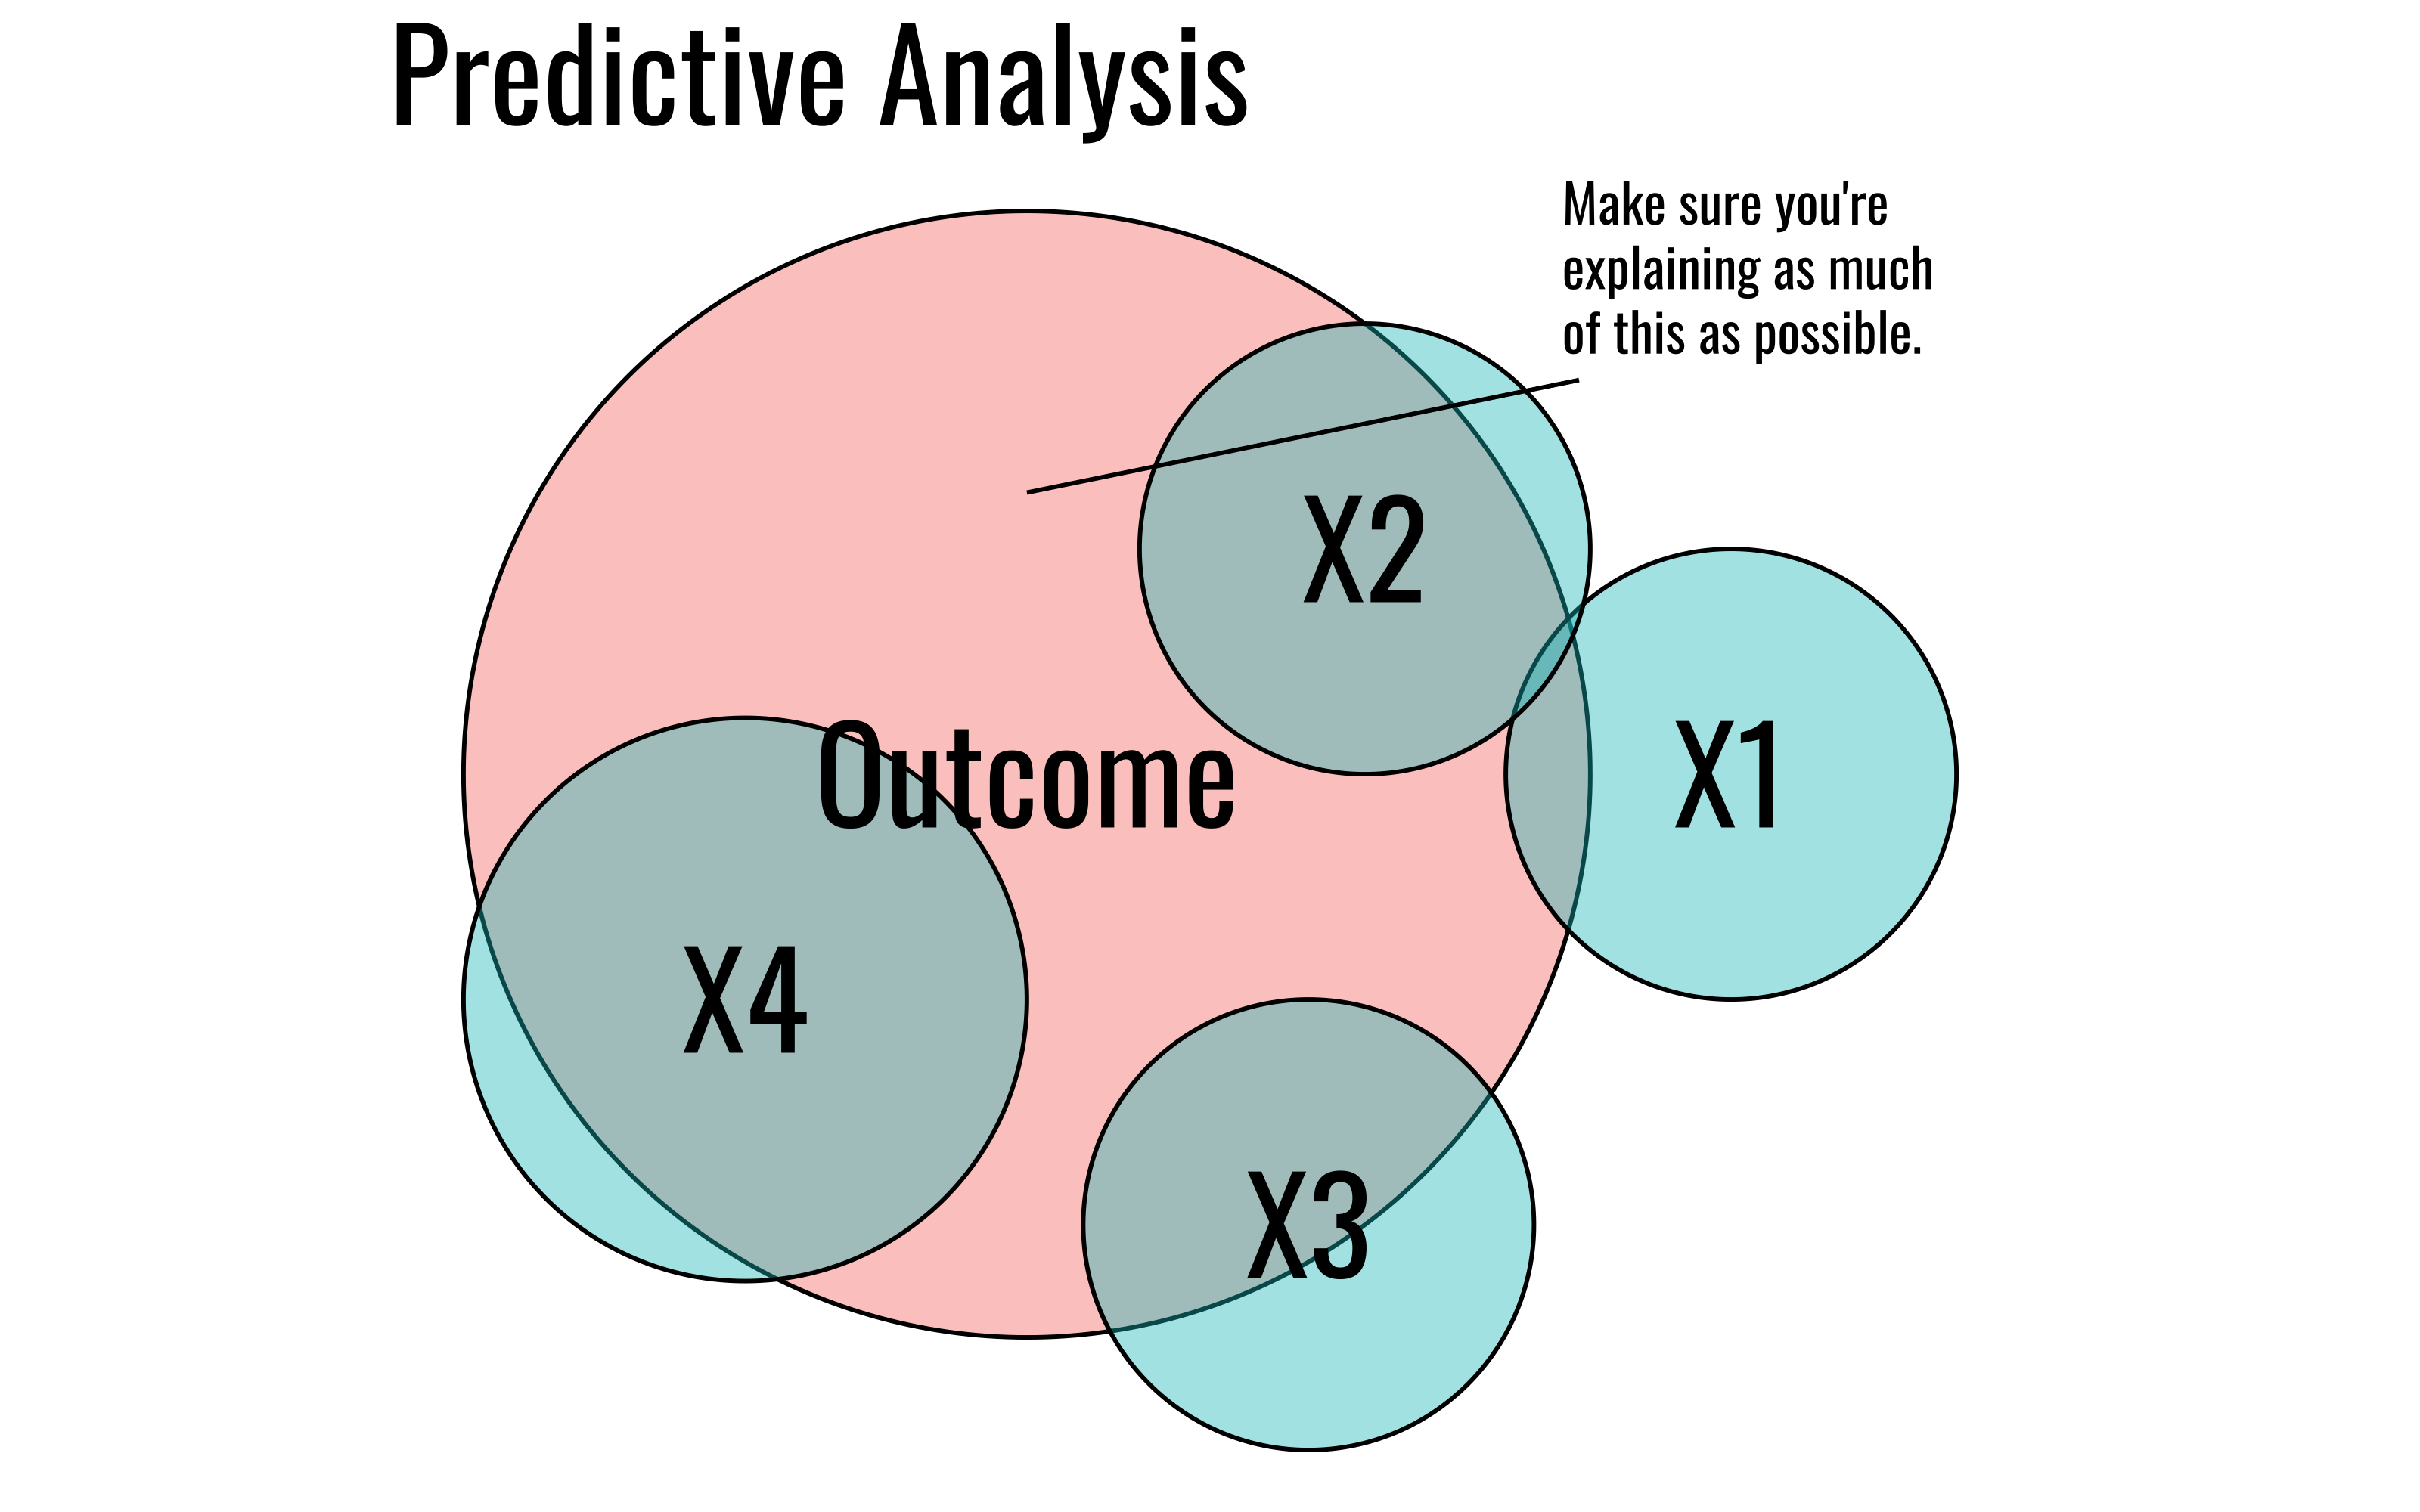 Predictive Analysis
Make sure you're
explaining as much
of this as possible.
X2
X1
Outcome
X4
X3